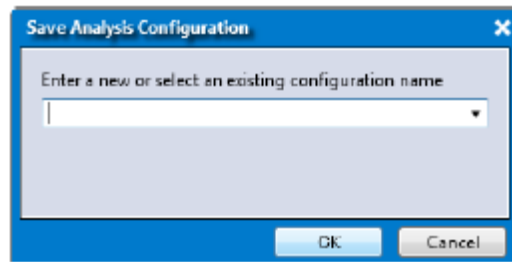 Save Analysis Configuration
Enter a new or select an existing configuration name
OK Cancel